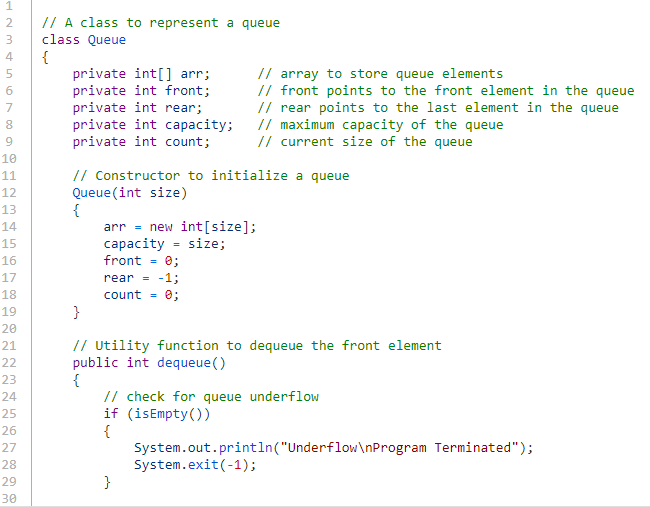 1
2 // A class to represent a queue
3 class Queue
4 {
5     private int[] arr;      // array to store queue elements
6     private int front;      // front points to the front element in the queue
7     private int rear;       // rear points to the last element in the queue
8     private int capacity;   // maximum capacity of the queue
9     private int count;      // current size of the queue
10
11     // Constructor to initialize a queue
12     Queue(int size)
13     {
14         arr = new int[size];
15         capacity = size;
16         front = 0;
17         rear = -1;
18         count = 0;
19     }
20
21     // Utility function to dequeue the front element
22     public int dequeue()
23     {
24         // check for queue underflow
25         if (isEmpty())
26         {
27             System.out.println("Underflow\nProgram Terminated");
28             System.exit(-1);
29         }
30